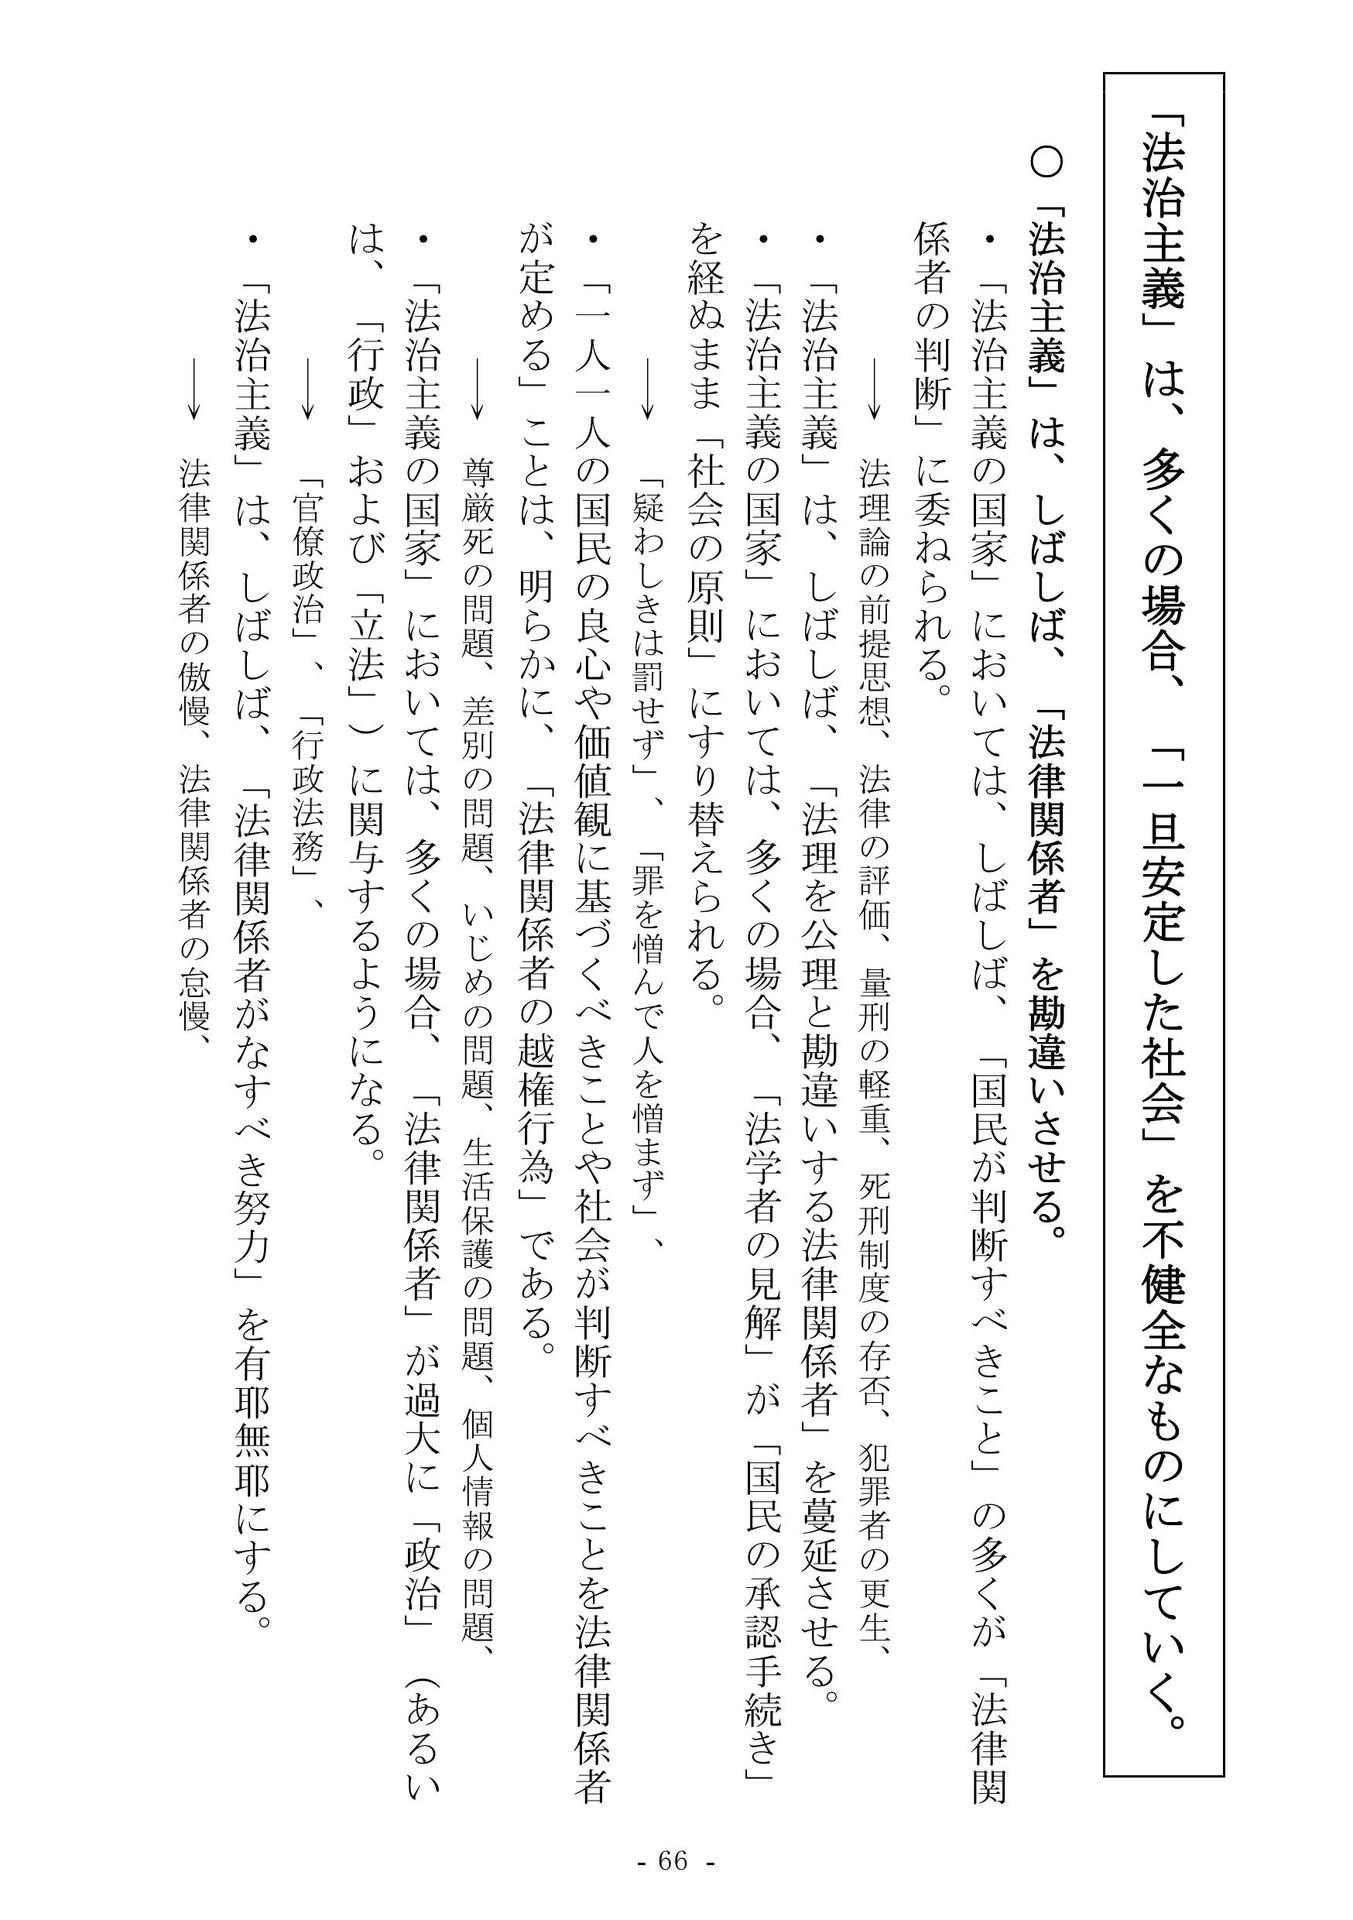 「法治主義」は、多くの場合、「一旦安定した社会」を不健全なものにしていく。
○「法治主義」は、しばしば、「法律関係者」を勘違いさせる。
・「法治主義の国家」においては、しばしば、「国民が判断すべきこと」の多くが「法律関
係者の判断」に委ねられる。
→ 法理論の前提思想、法律の評価、量刑の軽重、死刑制度の存否、犯罪者の更生、
・「法治主義」は、しばしば、「法理を公理と勘違いする法律関係者」を蔓延させる。
・「法治主義の国家」においては、多くの場合、「法学者の見解」が「国民の承認手続き」
を経ぬまま「社会の原則」にすり替えられる。
→ 「疑わしきは罰せず」、「罪を憎んで人を憎まず」、
・「一人一人の国民の良心や価値観に基づくべきことや社会が判断すべきことを法律関係者
が定める」ことは、明らかに、「法律関係者の越権行為」である。
→ 尊厳死の問題、差別の問題、いじめの問題、生活保護の問題、個人情報の問題、
・「法治主義の国家」においては、多くの場合、「法律関係者」が過大に「政治」（あるい
は、「行政」および「立法」）に関与するようになる。
→ 「官僚政治」、「行政法務」、
・「法治主義」は、しばしば、「法律関係者がなすべき努力」を有耶無耶にする。
→ 法律関係者の傲慢、法律関係者の怠慢、
- 66 -